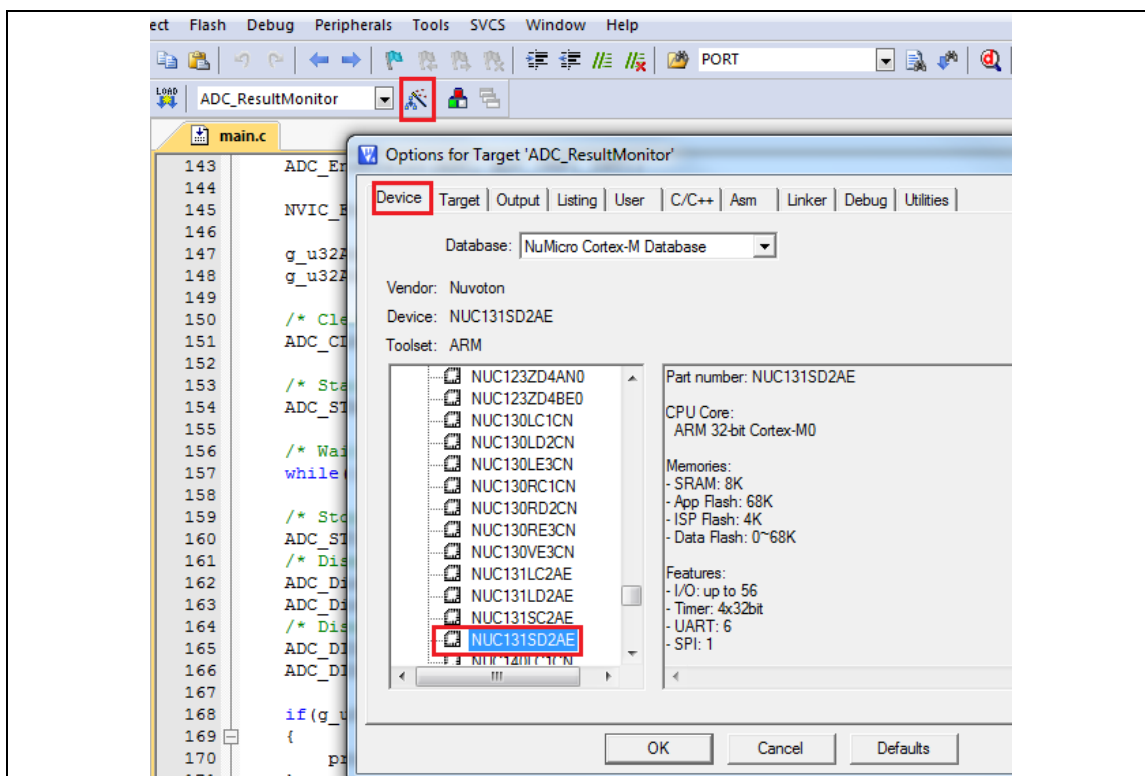 ect Flash Debug Peripherals Tools SVCS Window Help
PORT
LOAD ADC_ResultMonitor
main.c
Options for Target 'ADC_ResultMonitor'
Device Target Output Listing User C/C++ Asm Linker Debug Utilities
Database: NuMicro Cortex-M Database
Vendor: Nuvoton
Device: NUC131SD2AE
Toolset: ARM
NUC123ZD4AN0
NUC123ZD4BE0
NUC130LC1CN
NUC130LD2CN
NUC130LE3CN
NUC130RC1CN
NUC130RD2CN
NUC130RE3CN
NUC130VE3CN
NUC131LC2AE
NUC131LD2AE
NUC131SC2AE
NUC131SD2AE
NUC140LC1CN
Part number: NUC131SD2AE
CPU Core:
ARM 32-bit Cortex-M0
Memories:
- SRAM: 8K
- App Flash: 68K
- ISP Flash: 4K
- Data Flash: 0~68K
Features:
- I/O: up to 56
- Timer: 4x32bit
- UART: 6
- SPI: 1
OK Cancel Defaults
143 ADC_En
144
145 NVIC_E
146
147 g_u32A
148 g_u32A
149
150 /* Cle
151 ADC_CL
152
153 /* Sta
154 ADC_ST
155
156 /* Wai
157 while(
158
159 /* Sto
160 ADC_ST
161 /* Dis
162 ADC_Di
163 ADC_Di
164 /* Dis
165 ADC_DI
166 ADC_DI
167
168 if(g_u
169 {
170 pr